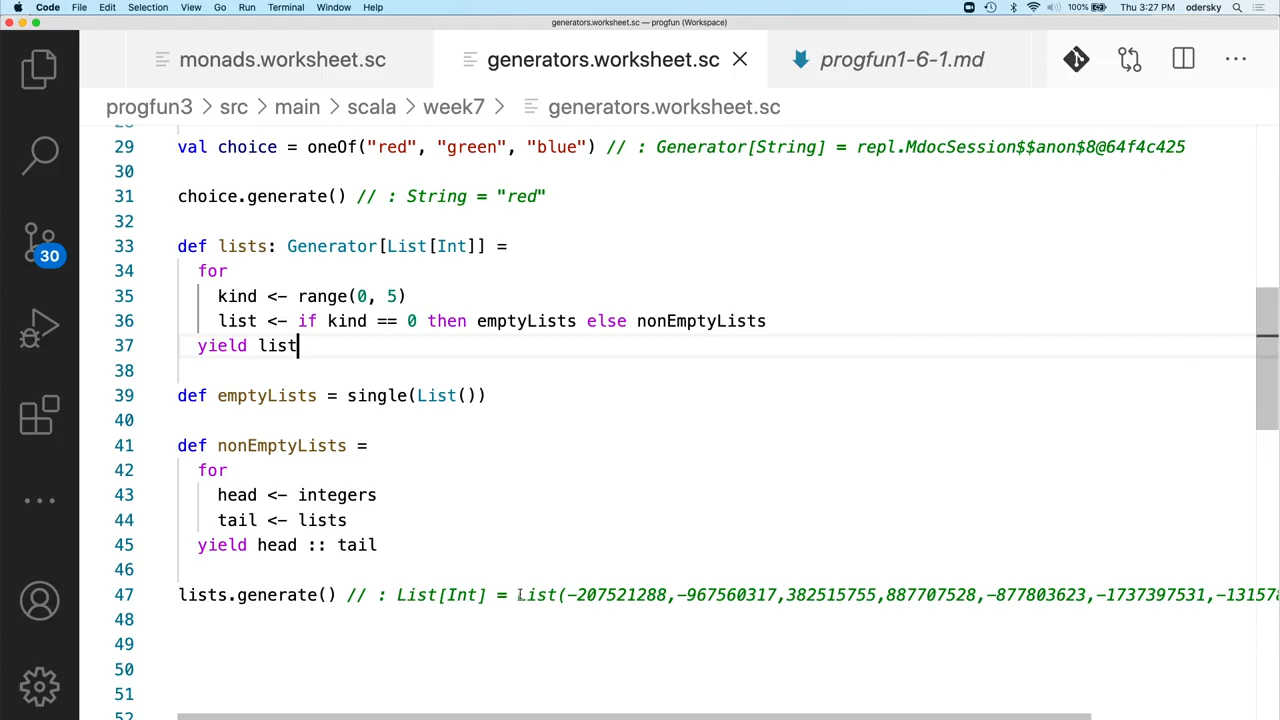 Code File Edit Selection View Go Run Terminal Window Help 100% Thu 3:27 PM odersky
generators.worksheet.sc — progfun (Workspace)
monads.worksheet.sc generators.worksheet.sc progfun1-6-1.md
progfun3 > src > main > scala > week7 > generators.worksheet.sc
29 val choice = oneOf("red", "green", "blue") // : Generator[String] = repl.MdocSession$$anon$8@64f4c425
30
31 choice.generate() // : String = "red"
32
33 def lists: Generator[List[Int]] =
34 for
35 kind <- range(0, 5)
36 list <- if kind == 0 then emptyLists else nonEmptyLists
37 yield list
38
39 def emptyLists = single(List())
40
41 def nonEmptyLists =
42 for
43 head <- integers
44 tail <- lists
45 yield head :: tail
46
47 lists.generate() // : List[Int] = List(-207521288,-967560317,382515755,887707528,-877803623,-1737397531,-131578
48
49
50
51
52
30